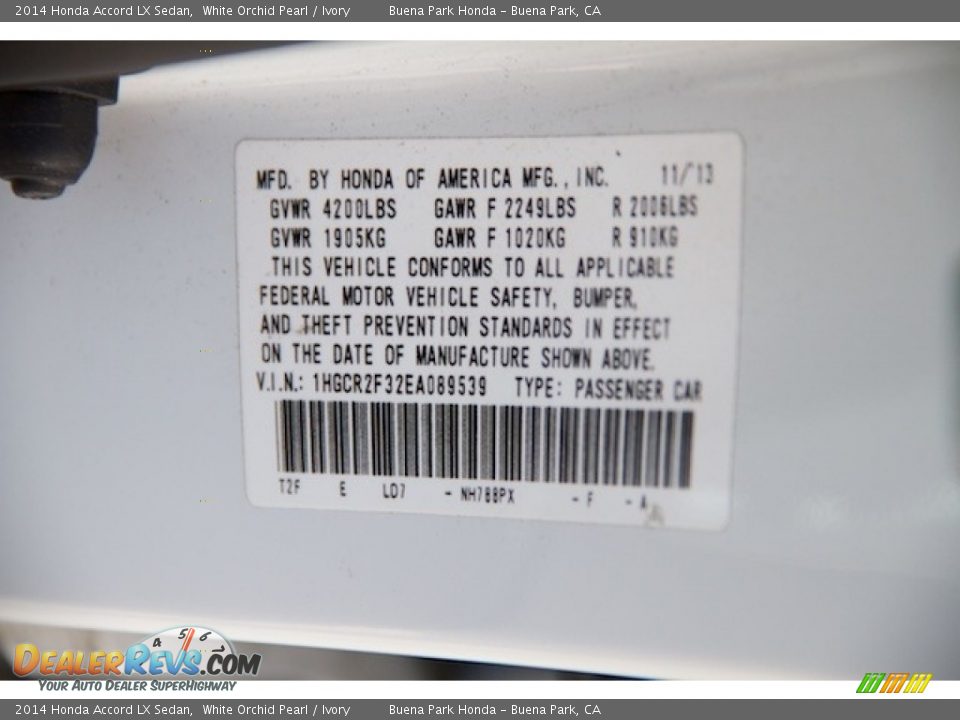 2014 Honda Accord LX Sedan, White Orchid Pearl / Ivory Buena Park Honda - Buena Park, CA
MFD. BY HONDA OF AMERICA MFG., INC. 11/13
GVWR 4200LBS GAWR F 2249LBS R 2006LBS
GVWR 1905KG GAWR F 1020KG R 910KG
THIS VEHICLE CONFORMS TO ALL APPLICABLE
FEDERAL MOTOR VEHICLE SAFETY, BUMPER,
AND THEFT PREVENTION STANDARDS IN EFFECT
ON THE DATE OF MANUFACTURE SHOWN ABOVE.
V.I.N.: 1HGCR2F32EA089539 TYPE: PASSENGER CAR
T2F E LD7 - NH788PX - F - A
4 5 6
DEALERREVS.COM
YOUR AUTO DEALER SUPERHIGHWAY
2014 Honda Accord LX Sedan, White Orchid Pearl / Ivory Buena Park Honda - Buena Park, CA